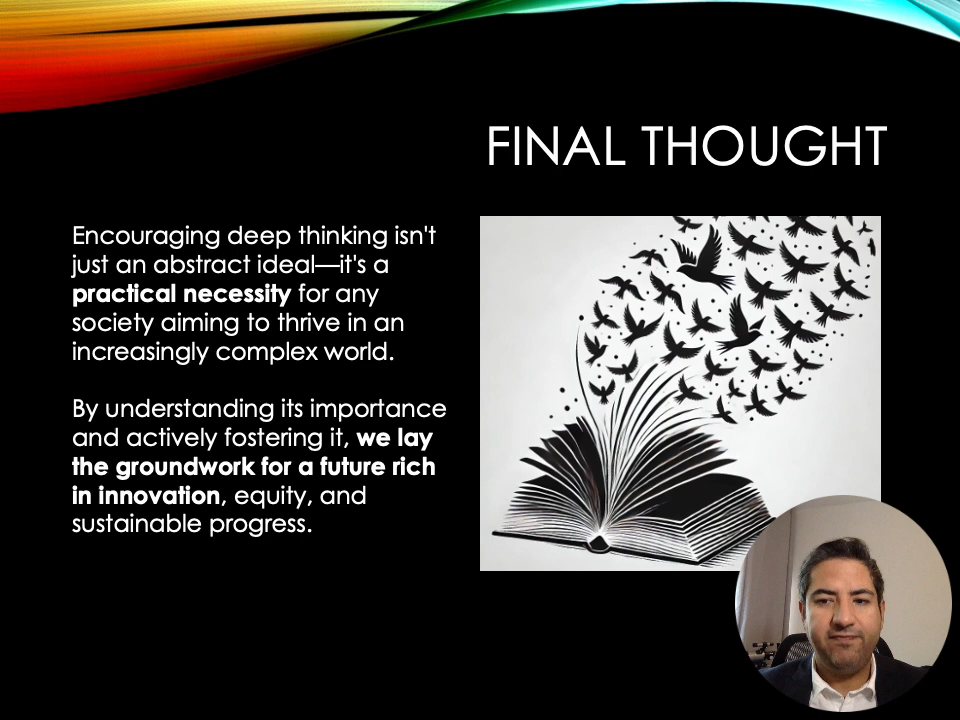 FINAL THOUGHT
Encouraging deep thinking isn't
just an abstract ideal—it's a
practical necessity for any
society aiming to thrive in an
increasingly complex world.
By understanding its importance
and actively fostering it, we lay
the groundwork for a future rich
in innovation, equity, and
sustainable progress.